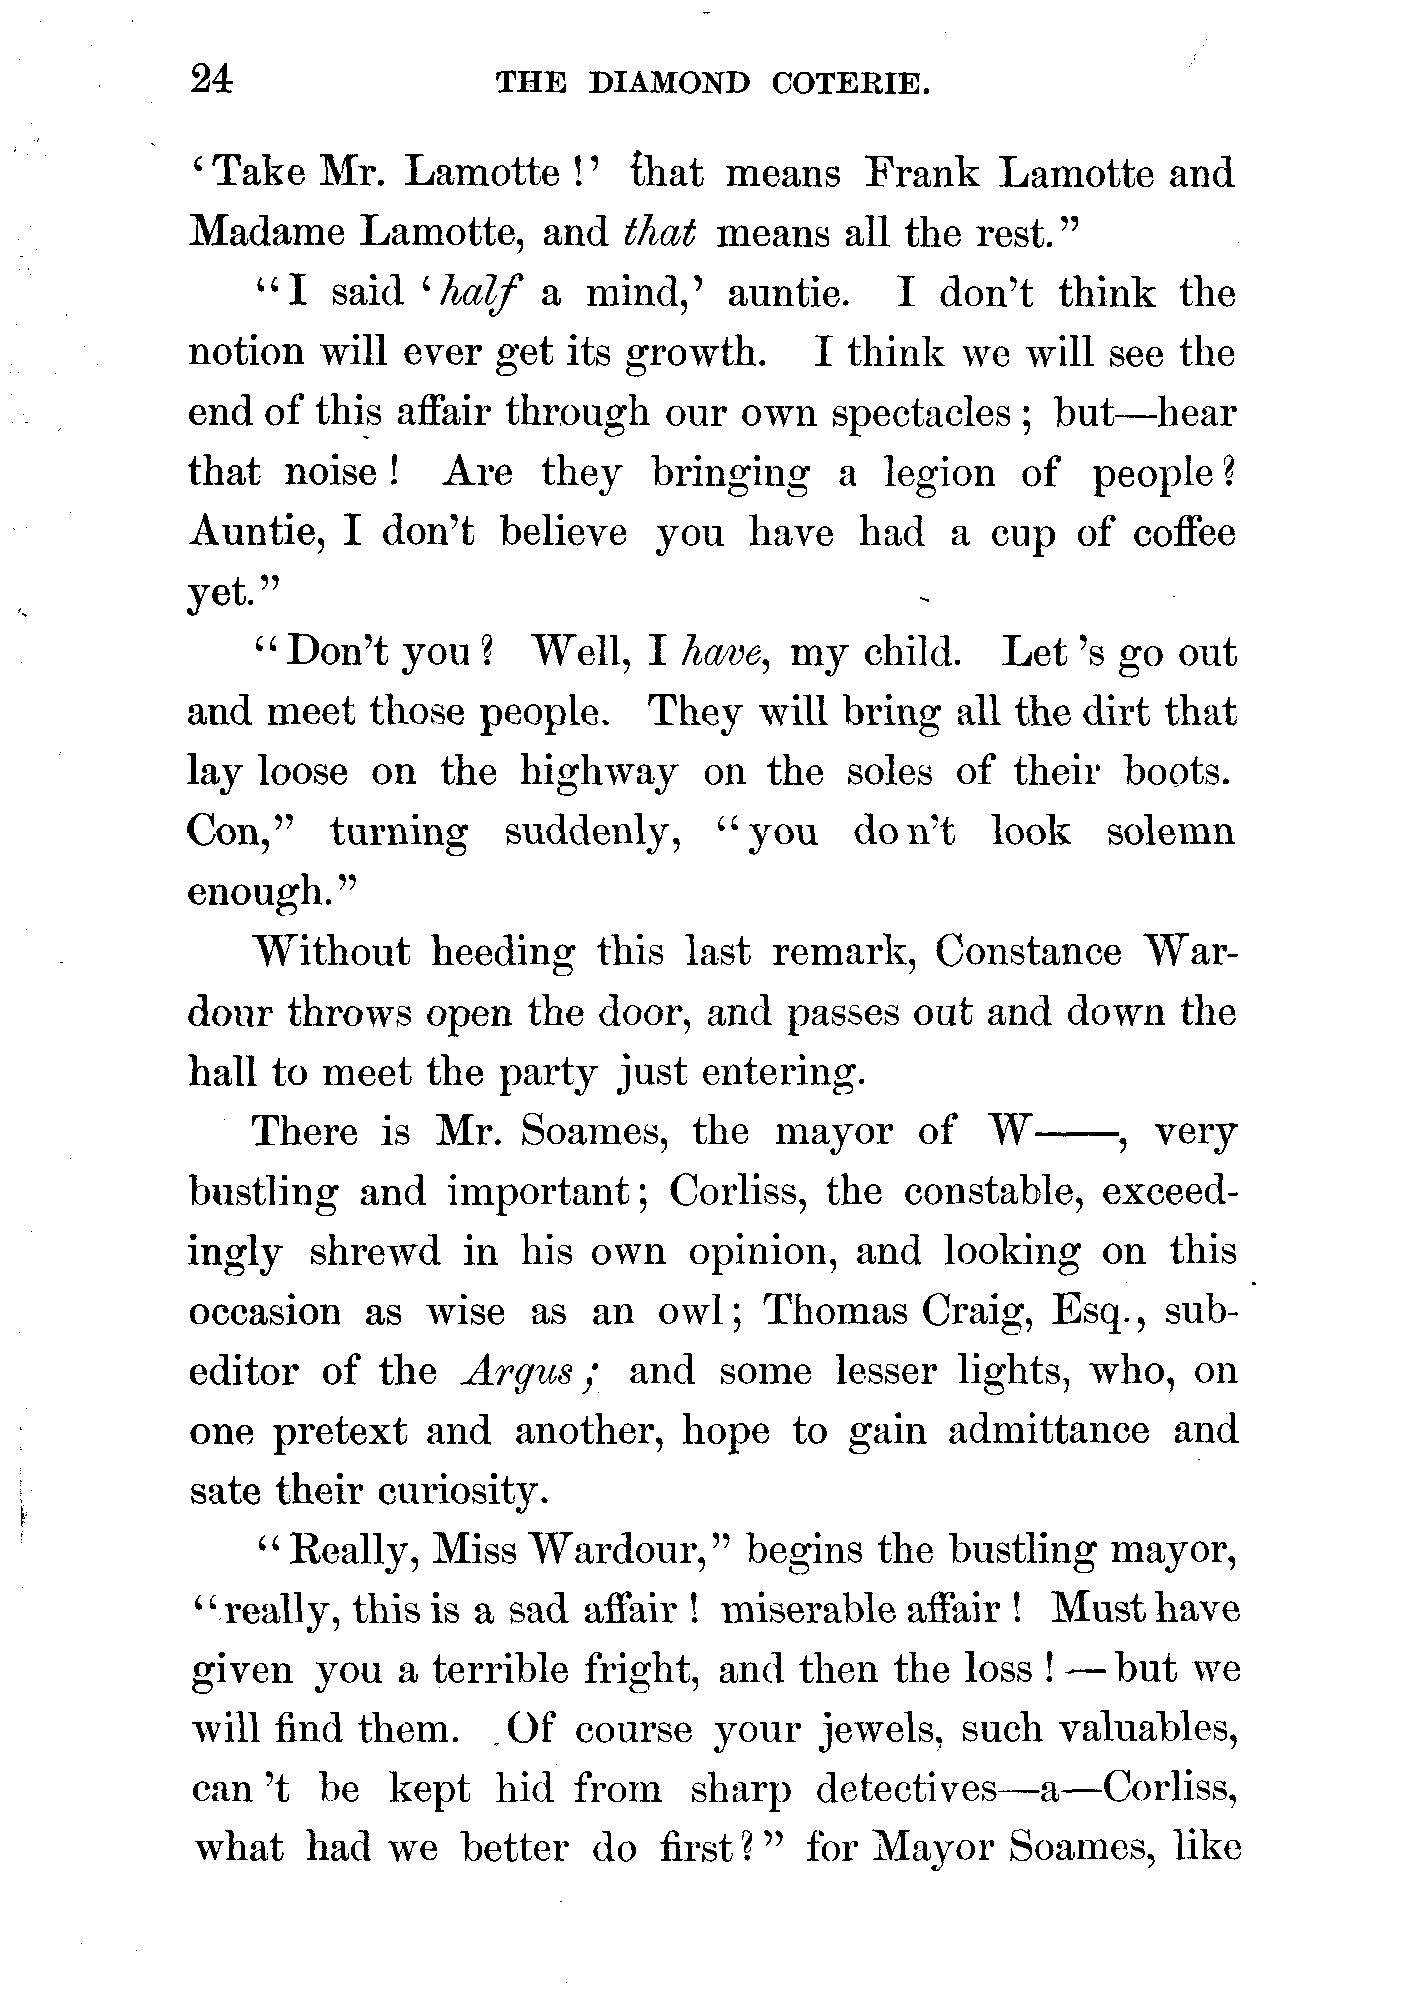 24 THE DIAMOND COTERIE.
‘Take Mr. Lamotte!’ that means Frank Lamotte and
Madame Lamotte, and that means all the rest.”
“I said ‘half a mind,’ auntie. I don’t think the
notion will ever get its growth. I think we will see the
end of this affair through our own spectacles; but—hear
that noise! Are they bringing a legion of people?
Auntie, I don’t believe you have had a cup of coffee
yet.”
“Don’t you? Well, I have, my child. Let ’s go out
and meet those people. They will bring all the dirt that
lay loose on the highway on the soles of their boots.
Con,” turning suddenly, “you don’t look solemn
enough.”
Without heeding this last remark, Constance War-
dour throws open the door, and passes out and down the
hall to meet the party just entering.
There is Mr. Soames, the mayor of W——, very
bustling and important; Corliss, the constable, exceed-
ingly shrewd in his own opinion, and looking on this
occasion as wise as an owl; Thomas Craig, Esq., sub-
editor of the Argus; and some lesser lights, who, on
one pretext and another, hope to gain admittance and
sate their curiosity.
“Really, Miss Wardour,” begins the bustling mayor,
“really, this is a sad affair! miserable affair! Must have
given you a terrible fright, and then the loss!—but we
will find them. Of course your jewels, such valuables,
can ’t be kept hid from sharp detectives—a—Corliss,
what had we better do first?” for Mayor Soames, like